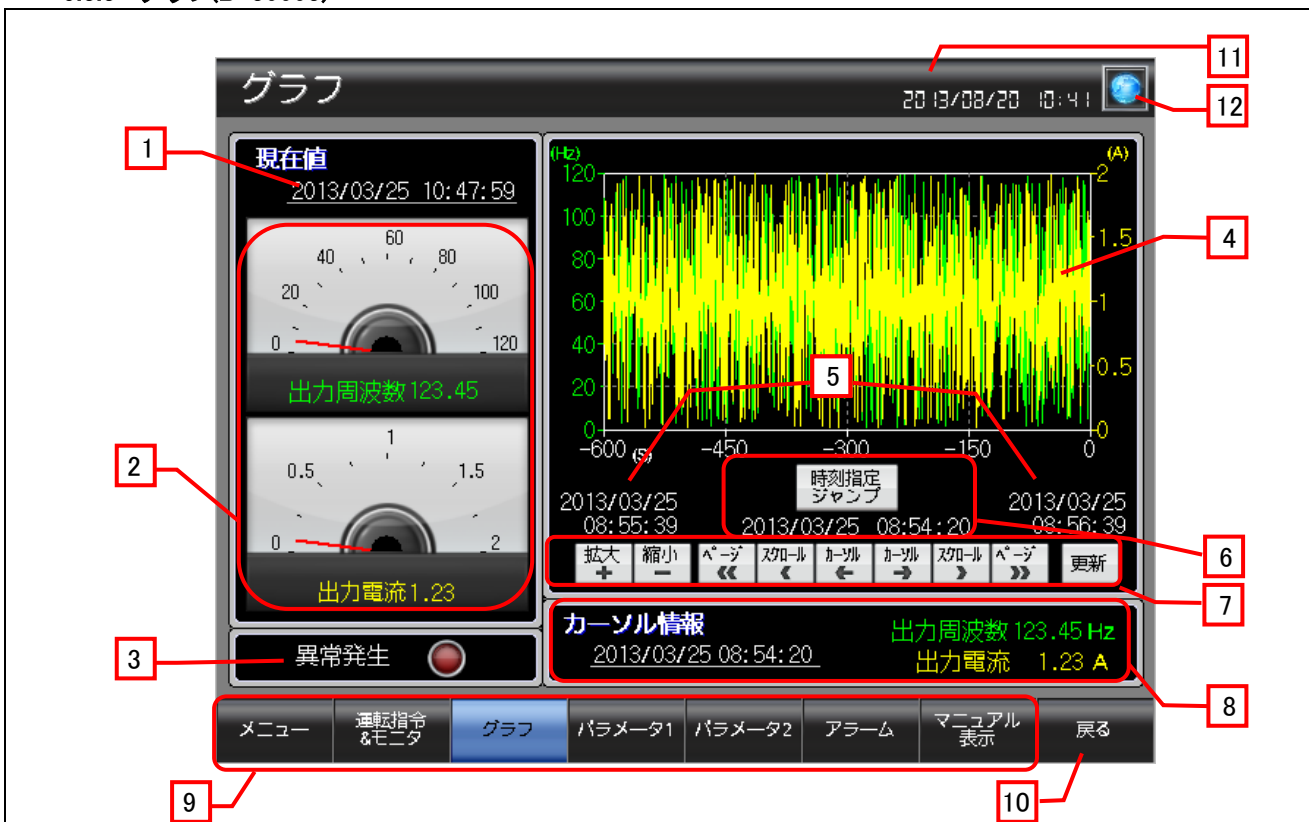 11
グラフ
2013/08/20 10:41
12
1
現在値
2013/03/25 10:47:59
0 20 40 60 80 100 120
出力周波数123.45
2
0 0.5 1 1.5 2
出力電流1.23
3
異常発生
(Hz)
(A)
120
100
80
60
40
20
0
2
1.5
1
0.5
0
4
5
-600 (S) -450 -300 -150 0
時刻指定
ジャンプ
2013/03/25
08:55:39
2013/03/25 08:54:20
2013/03/25
08:56:39
6
拡大
+
縮小
-
ページ
≪
スクロール
<
カーソル
←
カーソル
→
スクロール
>
ページ
≫
更新
7
カーソル情報
2013/03/25 08:54:20
出力周波数 123.45 Hz
出力電流 1.23 A
8
メニュー
運転指令
&モニタ
グラフ
パラメータ1
パラメータ2
アラーム
マニュアル
表示
戻る
9
10